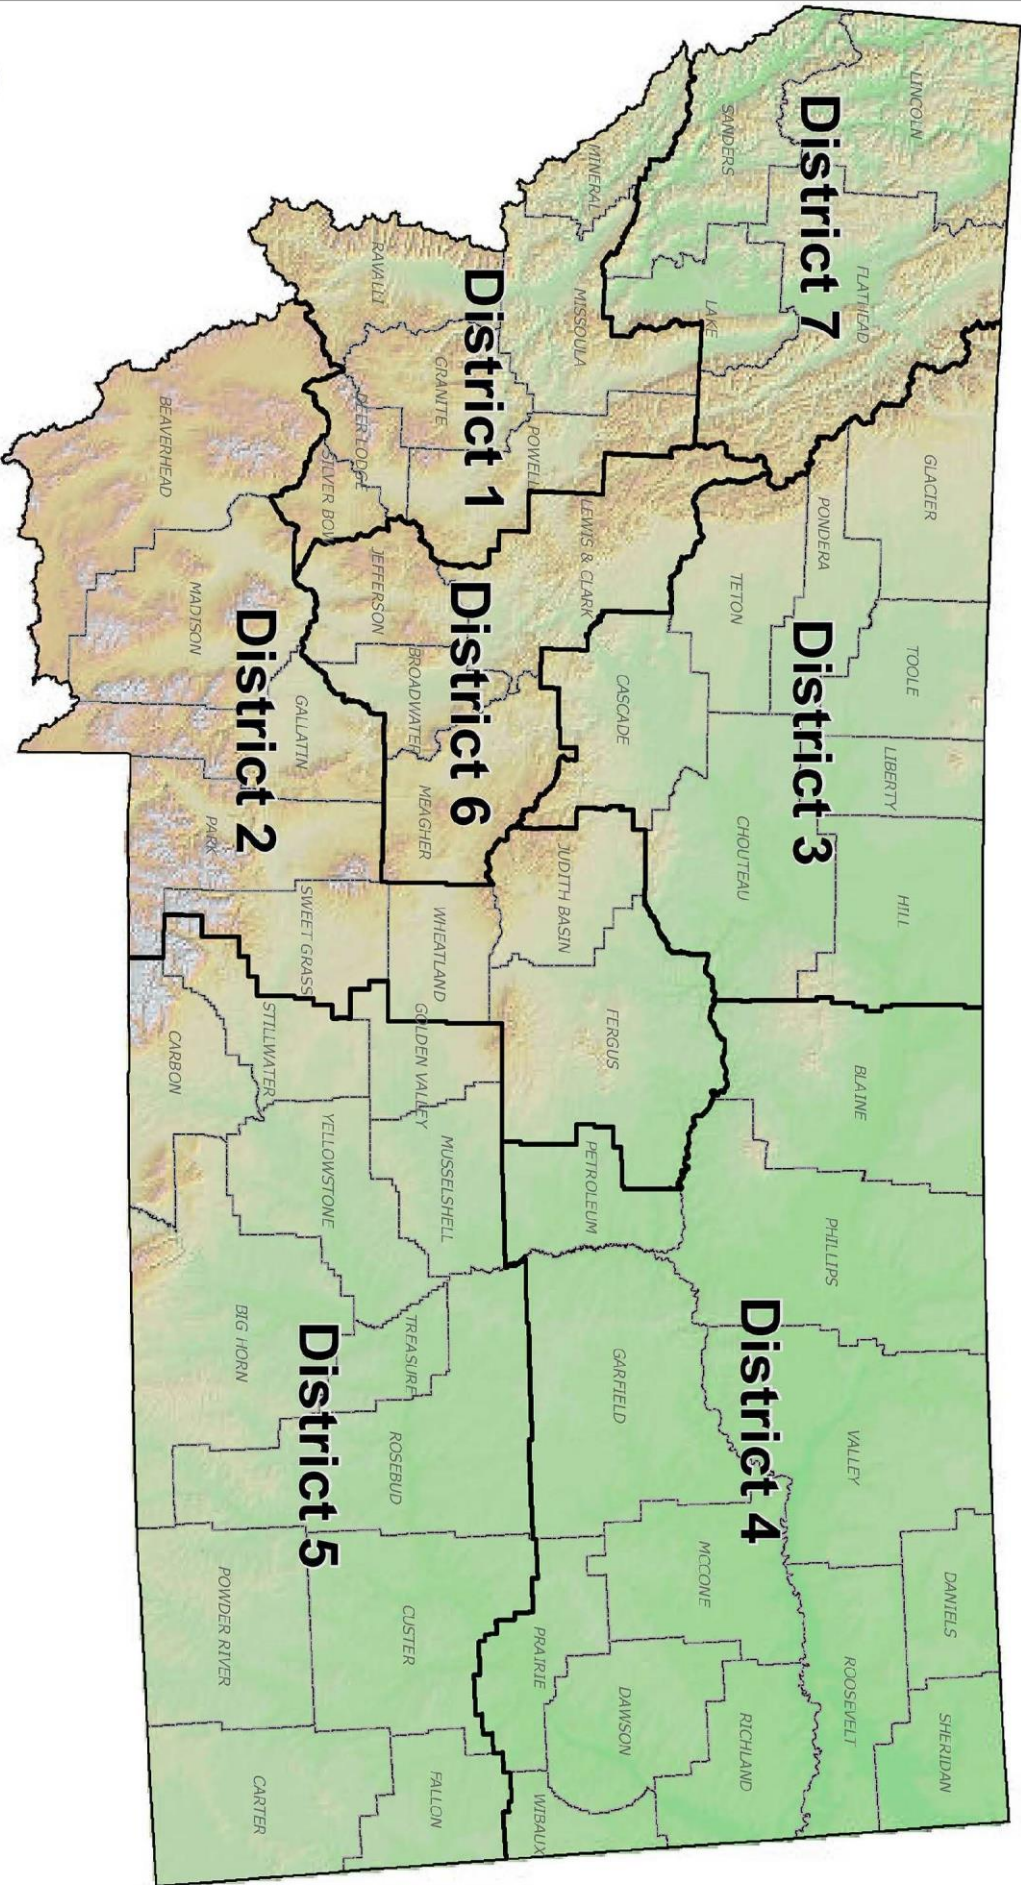 District 7
LINCOLN
FLATHEAD
SANDERS
LAKE
MINERAL
MISSOULA
District 1
POWELL
GRANITE
RAVALLI
DEER LODGE
SILVER BOW
District 3
GLACIER
TOOLE
LIBERTY
HILL
PONDERA
TETON
CHOUTEAU
CASCADE
District 6
LEWIS & CLARK
JEFFERSON
BROADWATER
MEAGHER
District 2
BEAVERHEAD
MADISON
GALLATIN
PARK
SWEET GRASS
WHEATLAND
JUDITH BASIN
FERGUS
District 4
BLAINE
PHILLIPS
VALLEY
DANIELS
SHERIDAN
ROOSEVELT
PETROLEUM
GARFIELD
MCCONE
RICHLAND
DAWSON
PRAIRIE
WIBAUX
District 5
GOLDEN VALLEY
MUSSELSHELL
STILLWATER
YELLOWSTONE
CARBON
TREASURE
BIG HORN
ROSEBUD
CUSTER
FALLON
POWDER RIVER
CARTER